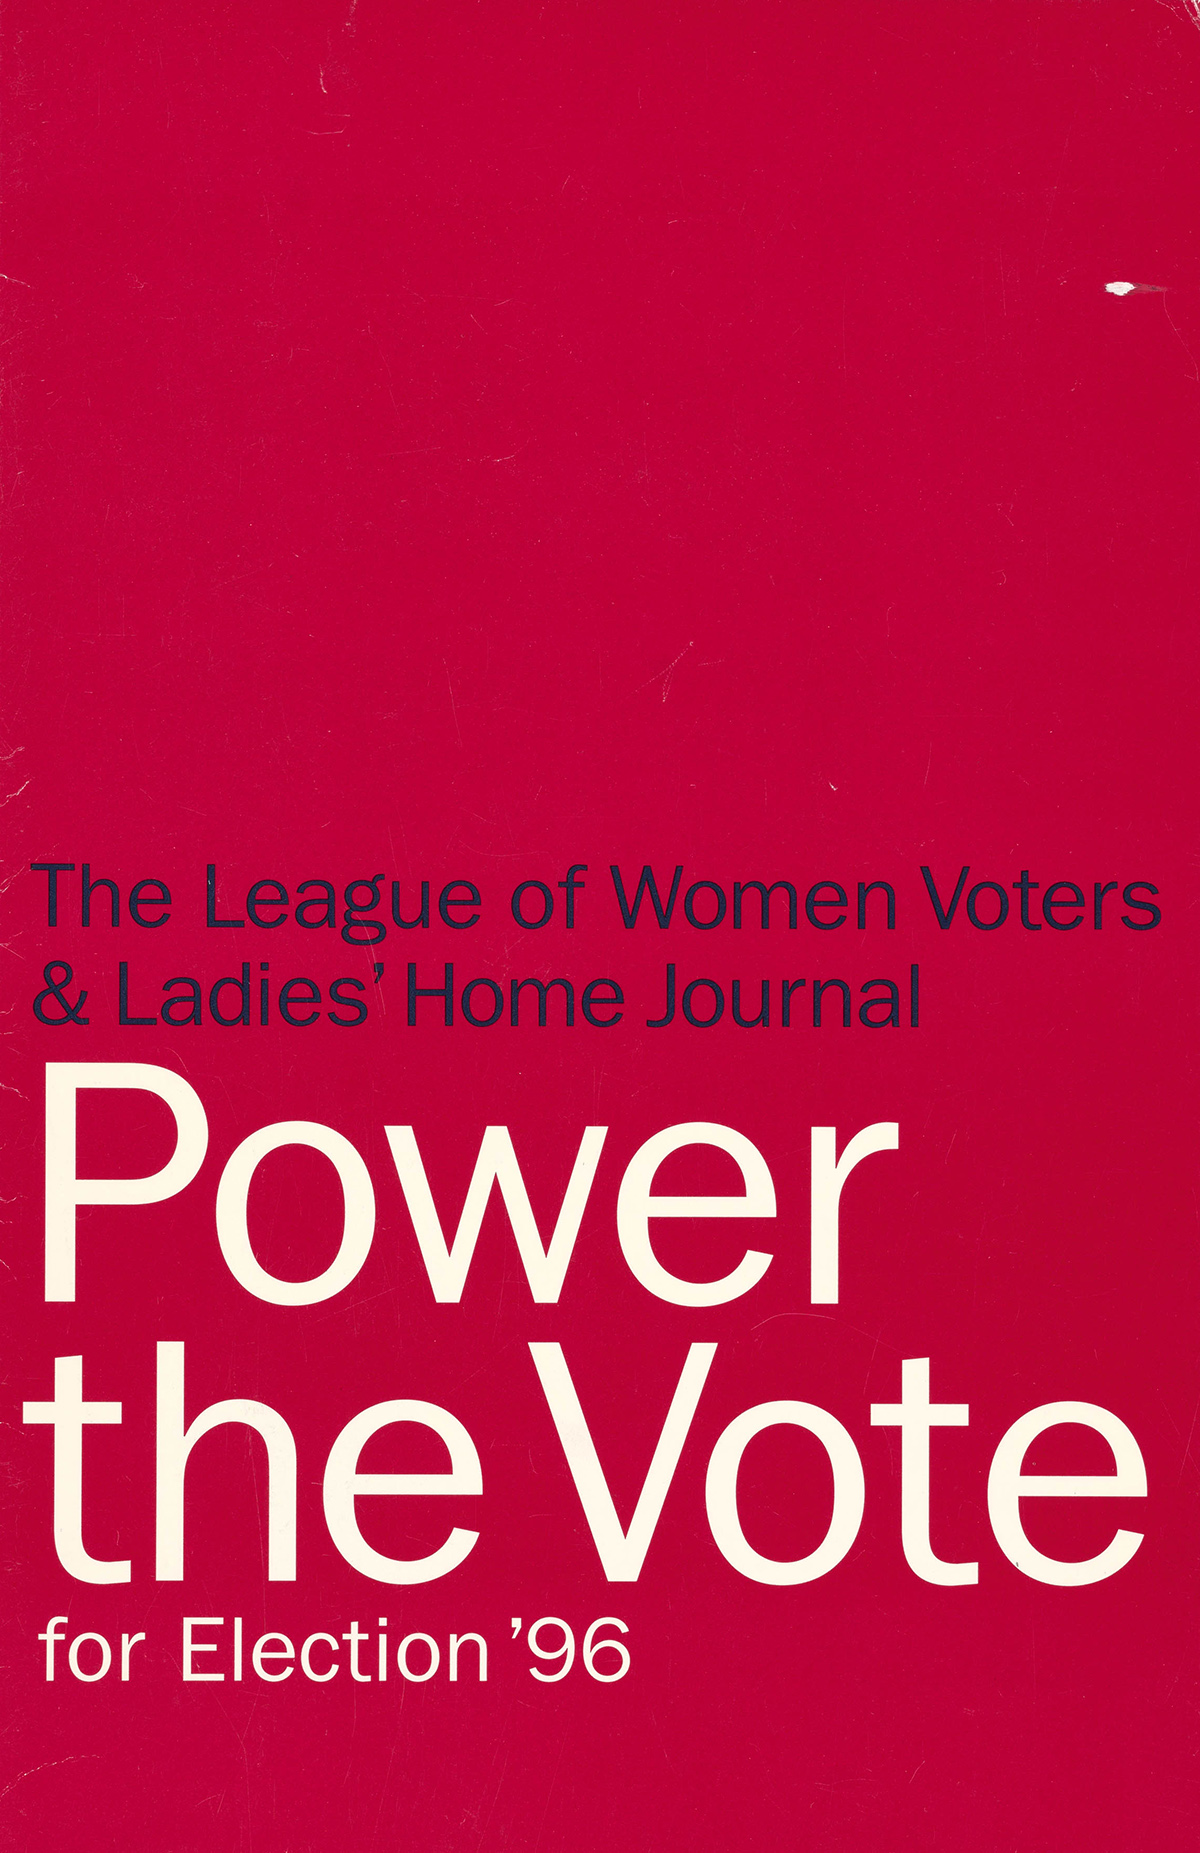 The League of Women Voters
& Ladies’ Home Journal
Power
the Vote
for Election ’96